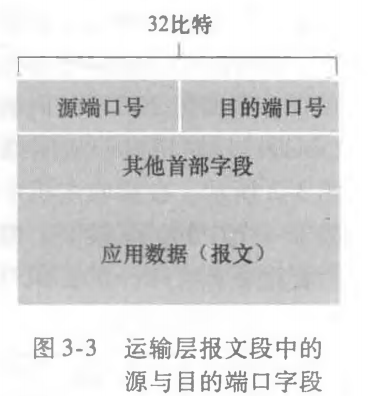 32比特
源端口号 目的端口号
其他首部字段
应用数据（报文）
图 3-3 运输层报文段中的
源与目的端口字段